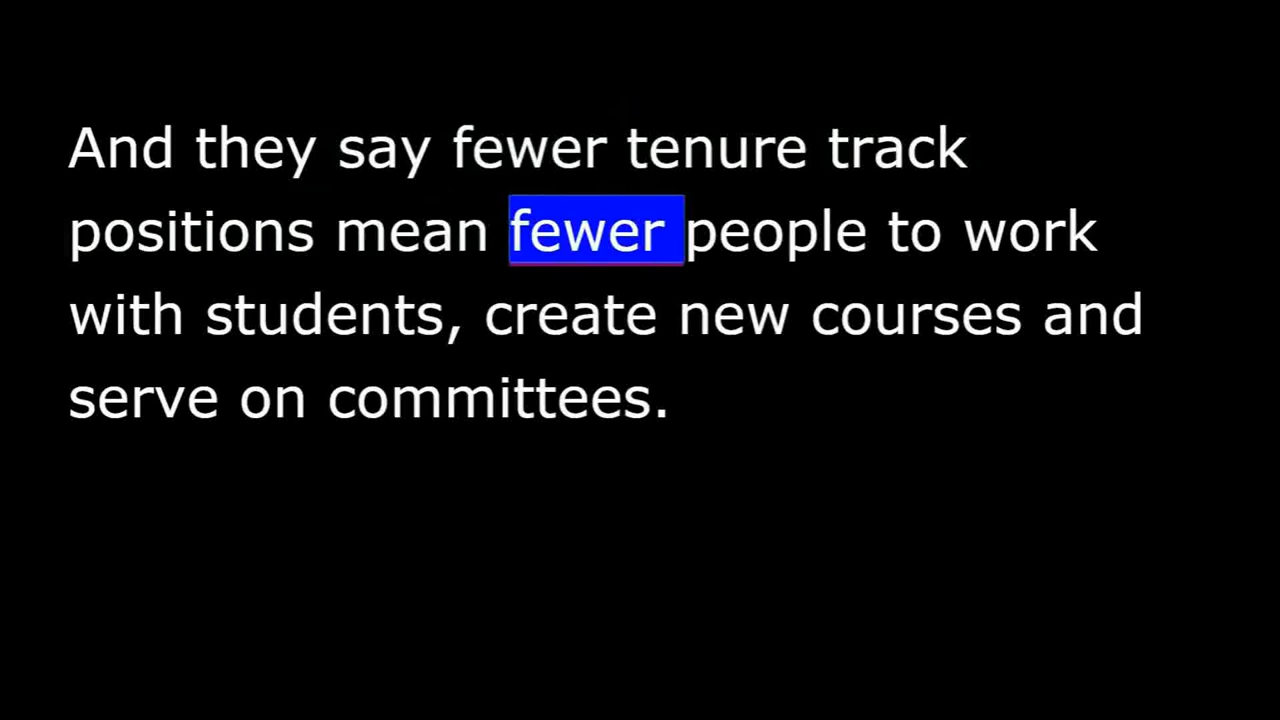 And they say fewer tenure track
positions mean fewer people to work
with students, create new courses and
serve on committees.